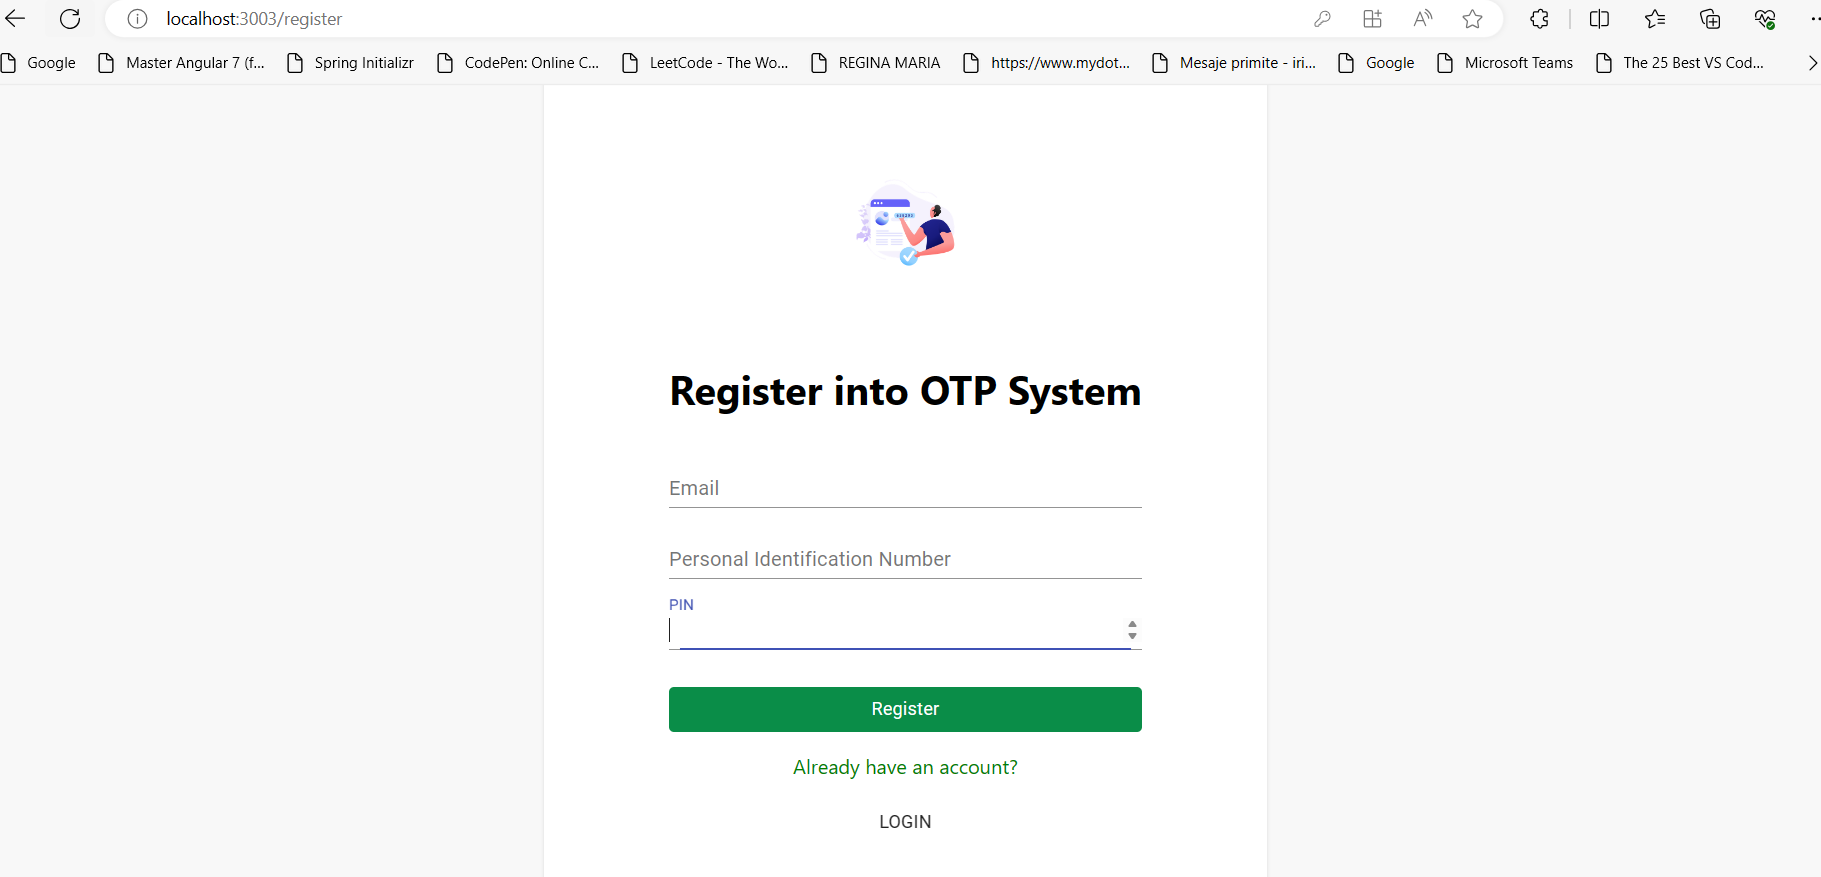 localhost:3003/register
Google Master Angular 7 (f... Spring Initializr CodePen: Online C... LeetCode - The Wo... REGINA MARIA https://www.mydot... Mesaje primite - iri... Google Microsoft Teams The 25 Best VS Cod...
Register into OTP System
Email
Personal Identification Number
PIN
Register
Already have an account?
LOGIN